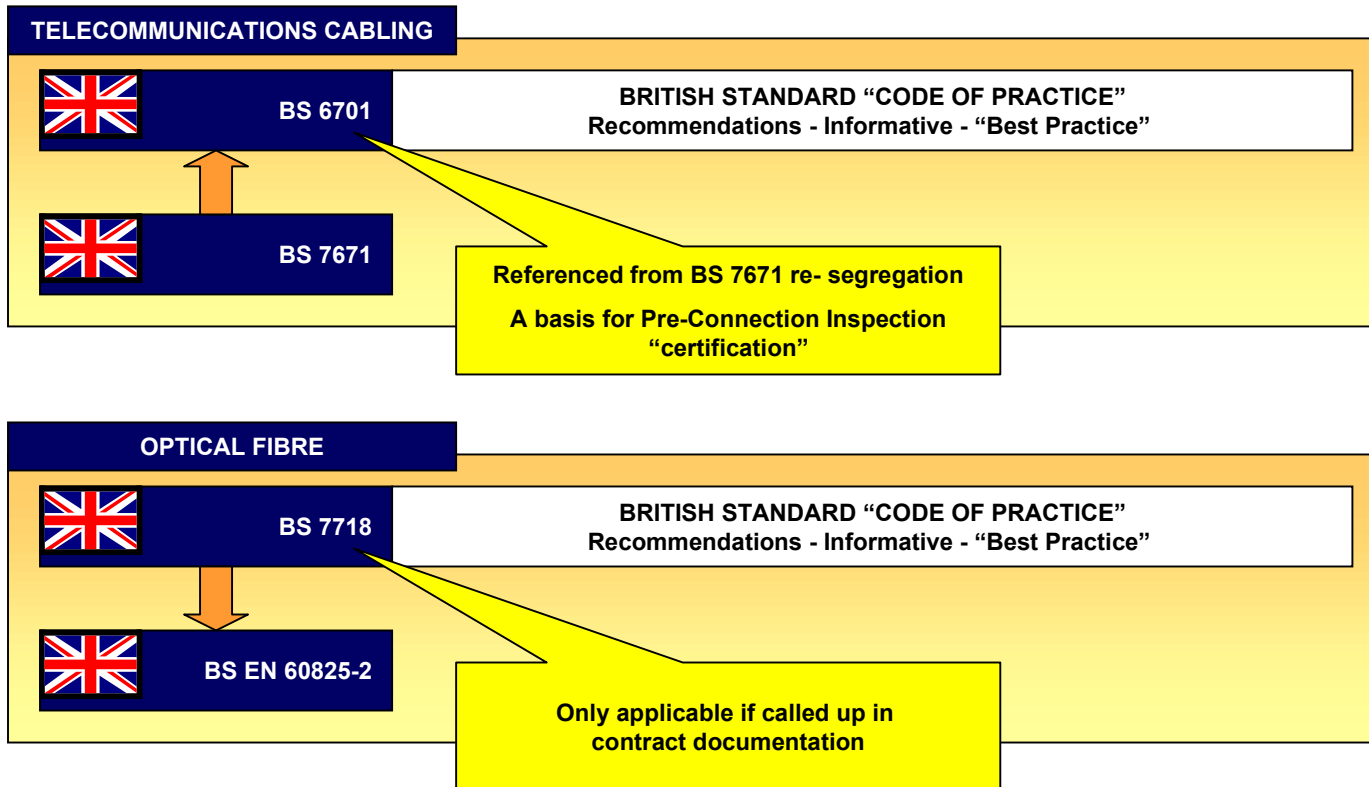 TELECOMMUNICATIONS CABLING
BS 6701
BRITISH STANDARD “CODE OF PRACTICE”
Recommendations - Informative - “Best Practice”
BS 7671
Referenced from BS 7671 re- segregation
A basis for Pre-Connection Inspection
“certification”
OPTICAL FIBRE
BS 7718
BRITISH STANDARD “CODE OF PRACTICE”
Recommendations - Informative - “Best Practice”
BS EN 60825-2
Only applicable if called up in
contract documentation